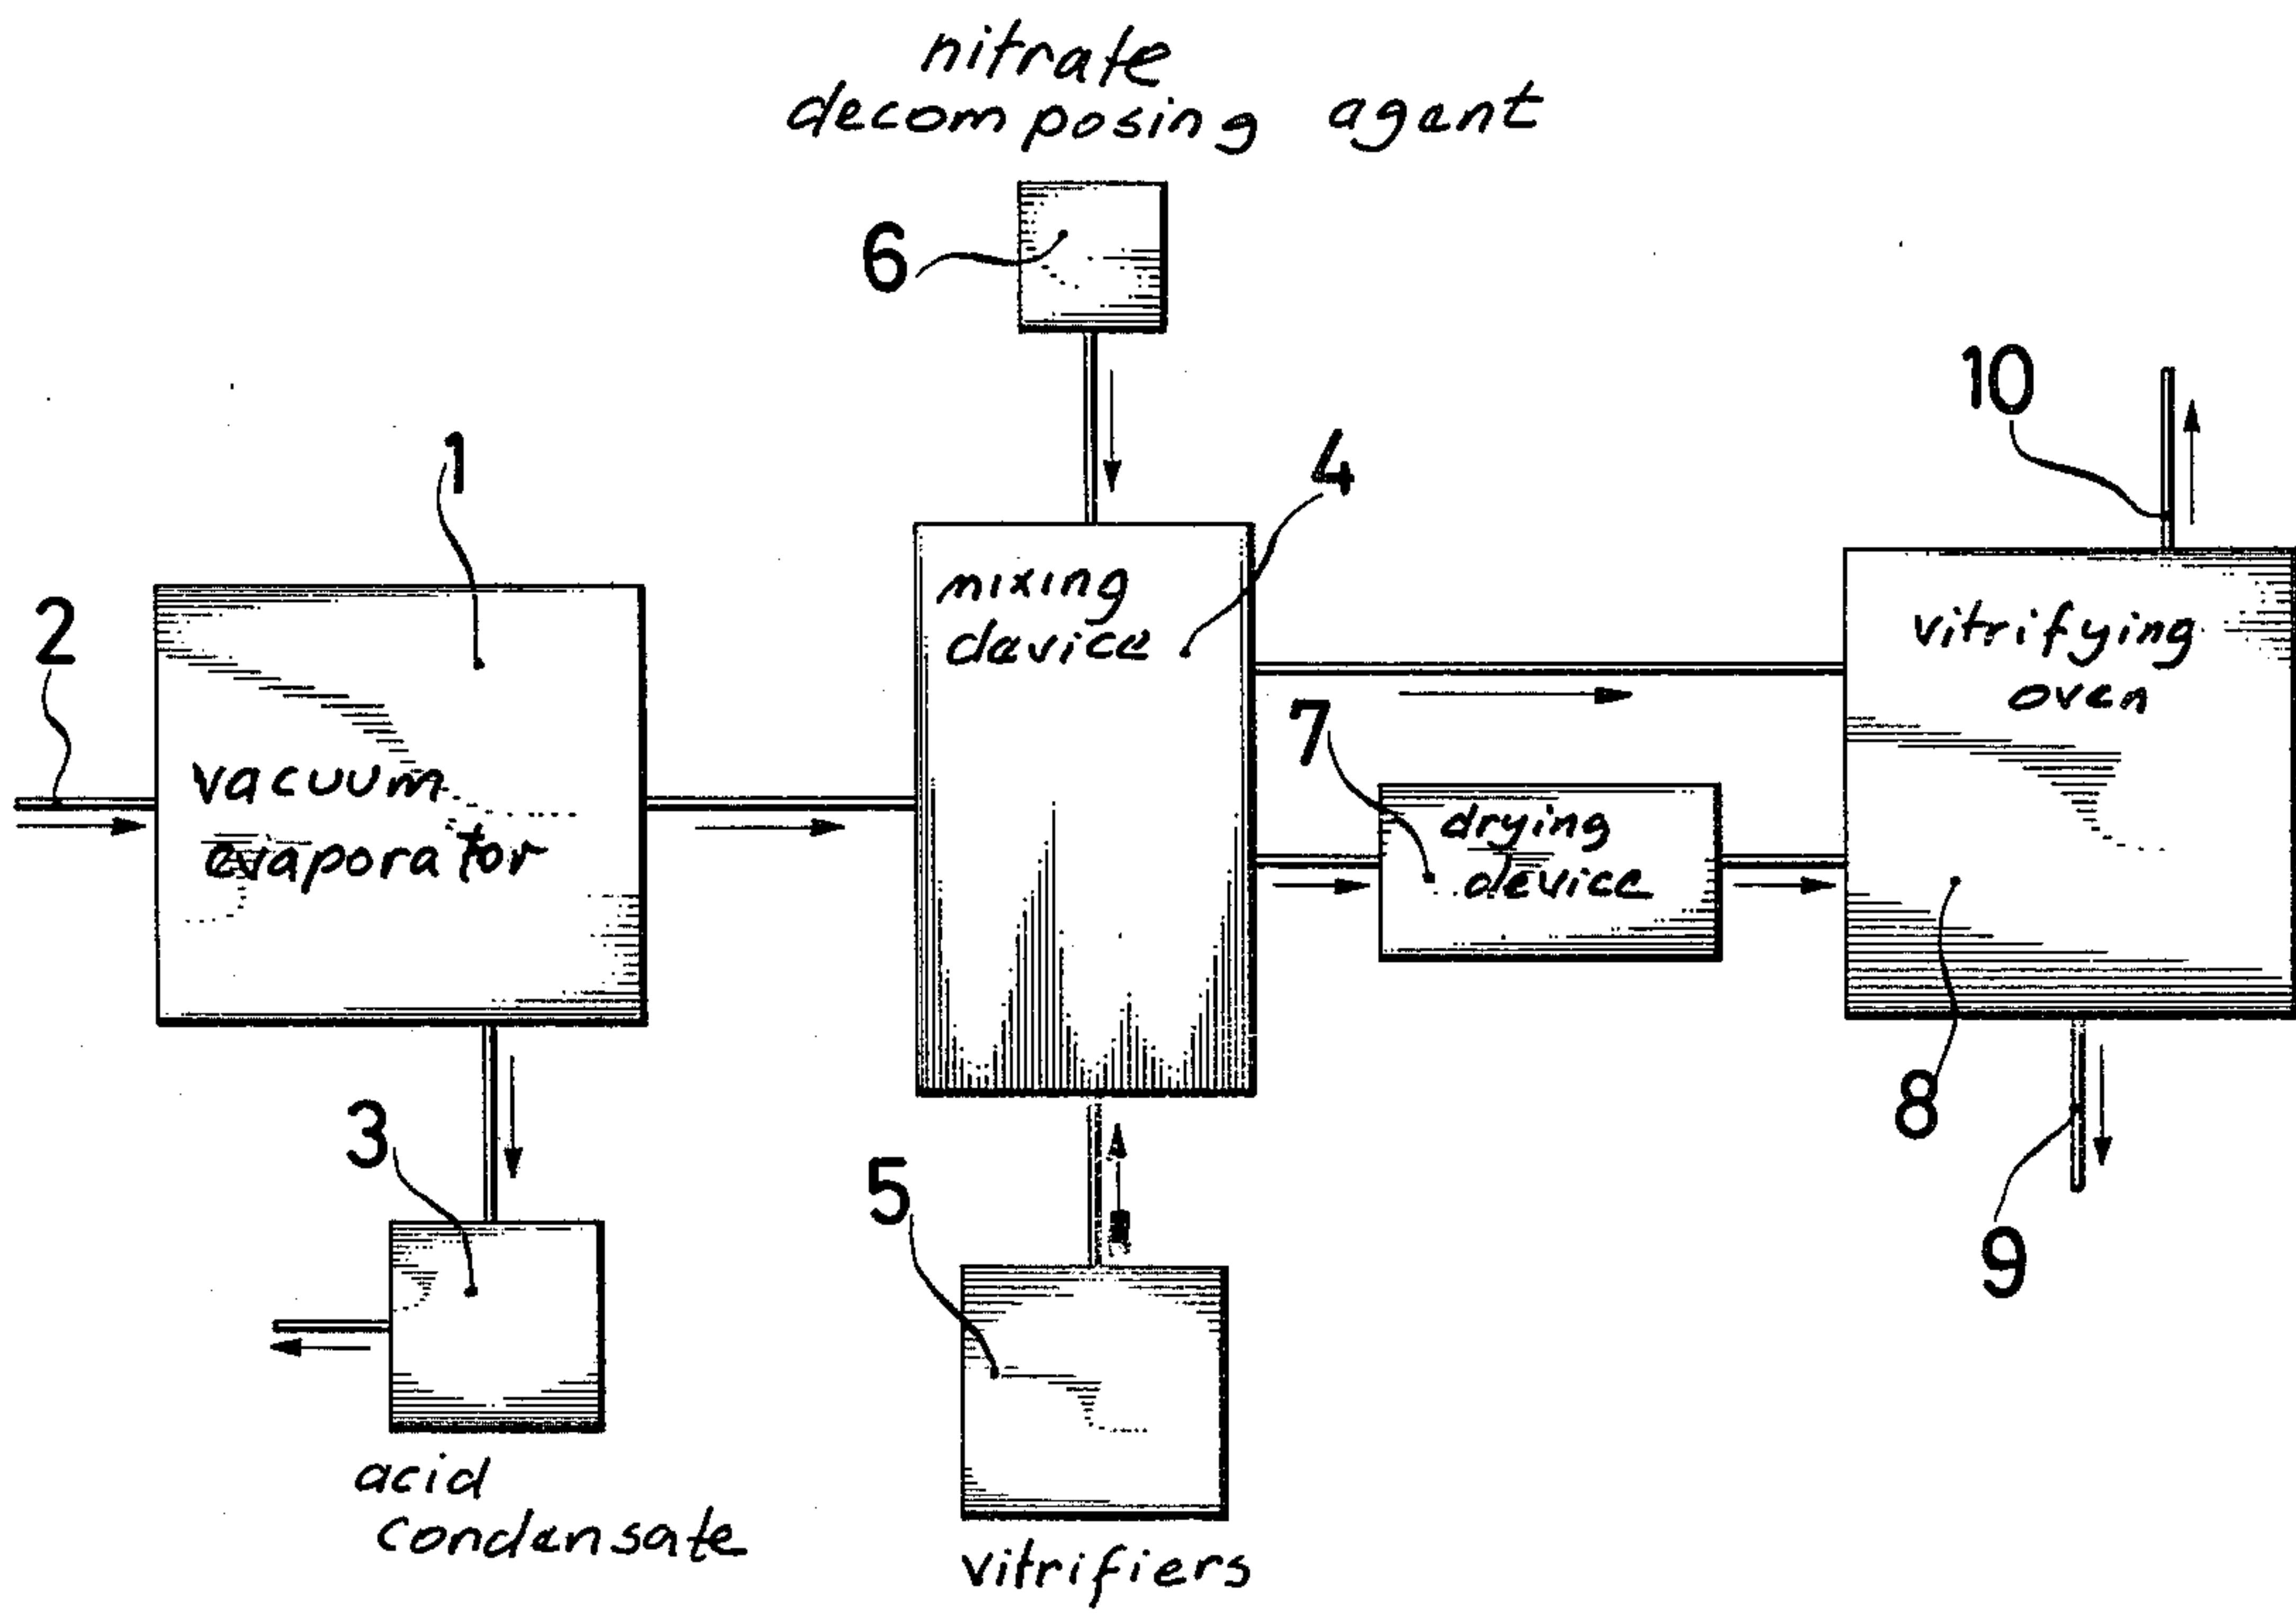 nitrate
decomposing agent
6
10
1
4
2
mixing
device
vitrifying
oven
7
vacuum
evaporator
drying
device
3
8
5
9
acid
condensate
vitrifiers